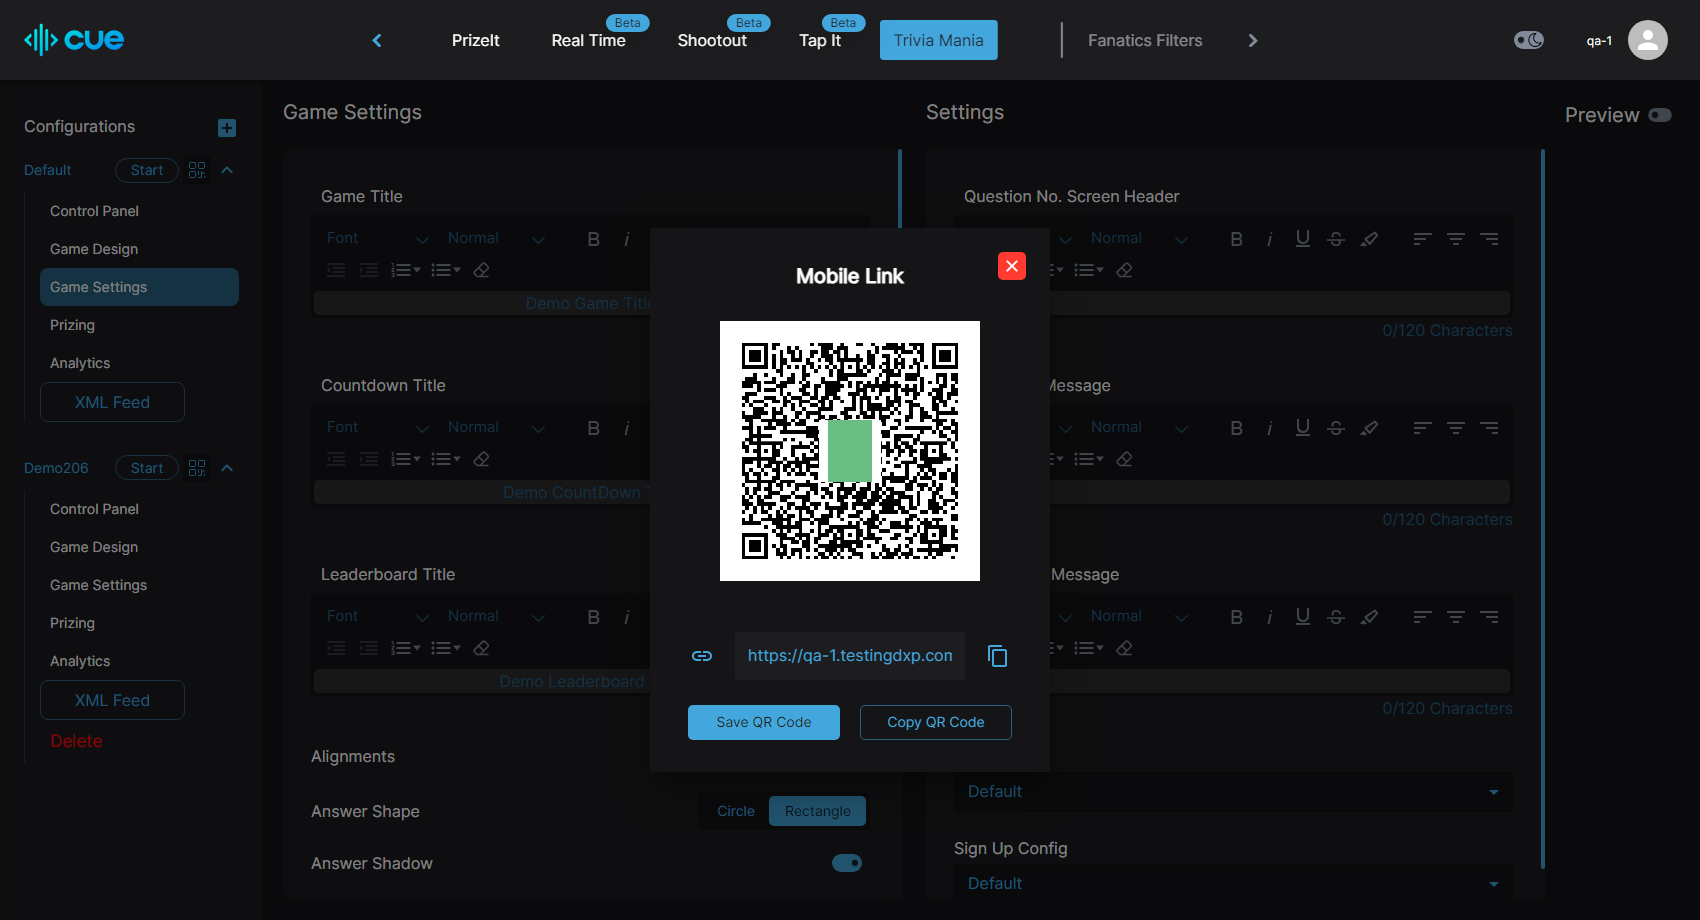 cue
PrizeIt
Real Time
Beta
Shootout
Beta
Tap It
Beta
Trivia Mania
Fanatics Filters
qa-1
Configurations
Default
Start
Control Panel
Game Design
Game Settings
Prizing
Analytics
XML Feed
Demo206
Start
Control Panel
Game Design
Game Settings
Prizing
Analytics
XML Feed
Delete
Game Settings
Game Title
Font Normal B i
Demo Game Title
Countdown Title
Font Normal B i
Demo CountDown T
Leaderboard Title
Font Normal B i
Demo Leaderboard
Alignments
Answer Shape
Circle Rectangle
Answer Shadow
Mobile Link
https://qa-1.testingdxp.com
Save QR Code
Copy QR Code
Settings
Question No. Screen Header
Normal B i U S
0/120 Characters
Message
Normal B i U S
0/120 Characters
Message
Normal B i U S
0/120 Characters
Default
Sign Up Config
Default
Preview